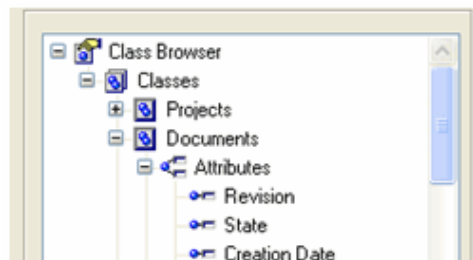 Class Browser
Classes
Projects
Documents
Attributes
Revision
State
Creation Date